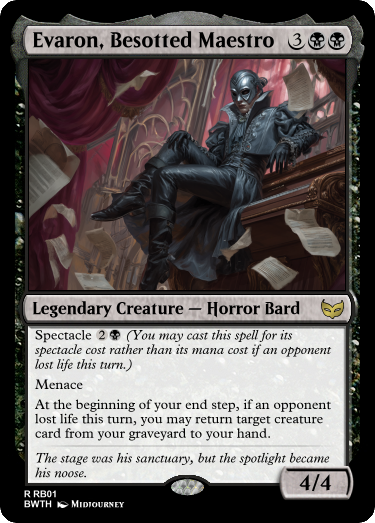 Evaron, Besotted Maestro 3
Legendary Creature — Horror Bard
Spectacle 2 (You may cast this spell for its
spectacle cost rather than its mana cost if an opponent
lost life this turn.)
Menace
At the beginning of your end step, if an opponent
lost life this turn, you may return target creature
card from your graveyard to your hand.
The stage was his sanctuary, but the spotlight became
his noose.
4/4
R RB01
BWTH MIDJOURNEY